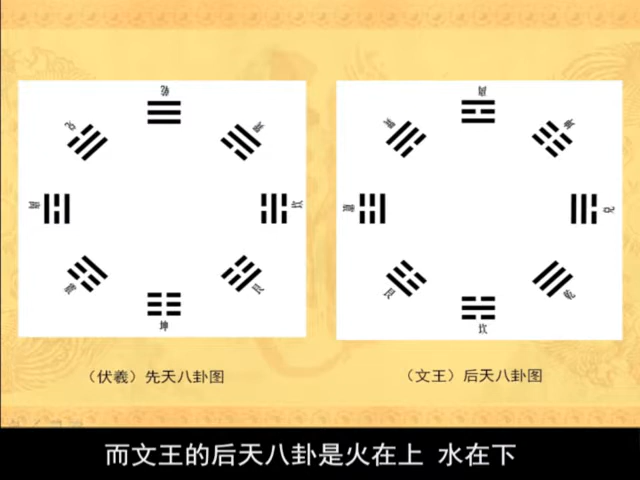 乾
兑
巽
离
坎
震
艮
坤
离
巽
坤
震
兑
艮
乾
坎
（伏羲）先天八卦图
（文王）后天八卦图
而文王的后天八卦是火在上 水在下